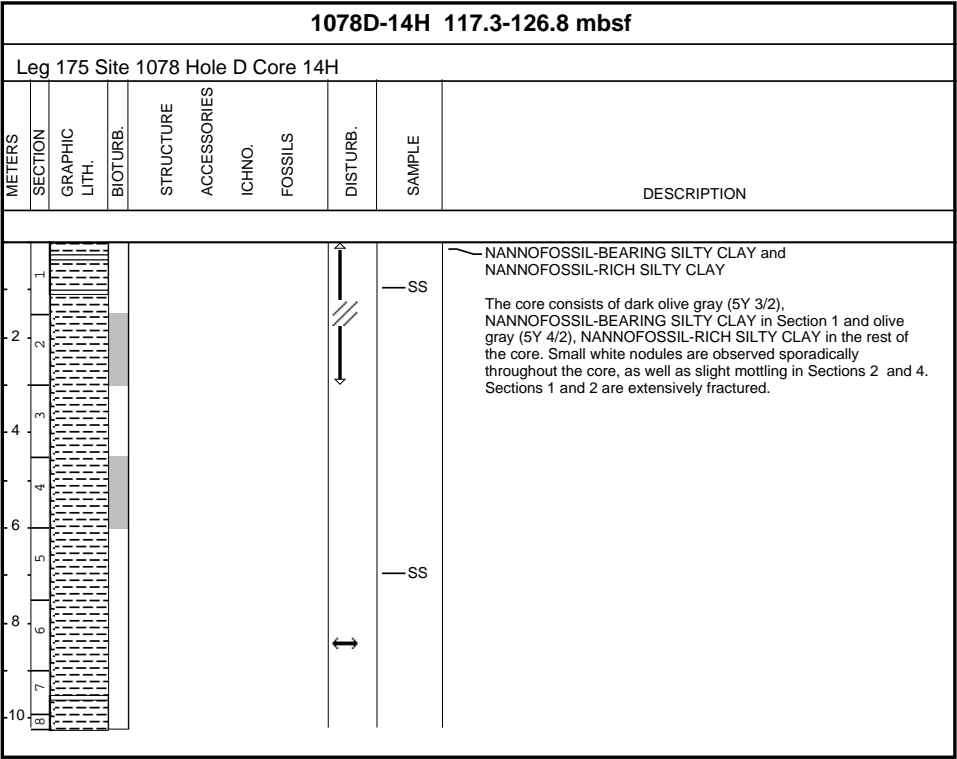 1078D-14H 117.3-126.8 mbsf
Leg 175 Site 1078 Hole D Core 14H
METERS
SECTION
GRAPHIC
LITH.
BIOTURB.
STRUCTURE
ACCESSORIES
ICHNO.
FOSSILS
DISTURB.
SAMPLE
DESCRIPTION
1
2
2
3
4
4
6
5
8
6
7
10
8
SS
SS
NANNOFOSSIL-BEARING SILTY CLAY and
NANNOFOSSIL-RICH SILTY CLAY
The core consists of dark olive gray (5Y 3/2),
NANNOFOSSIL-BEARING SILTY CLAY in Section 1 and olive
gray (5Y 4/2), NANNOFOSSIL-RICH SILTY CLAY in the rest of
the core. Small white nodules are observed sporadically
throughout the core, as well as slight mottling in Sections 2 and 4.
Sections 1 and 2 are extensively fractured.